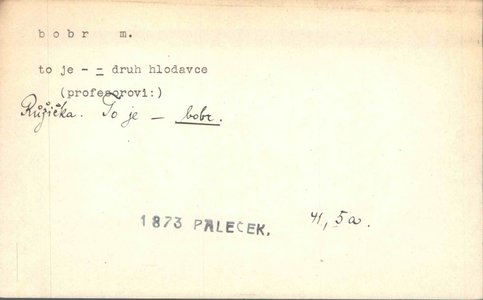 bobr m.
to je - - druh hlodavce
(profesorovi:)
Růžička. To je — bobr.
1873 PALEČEK, 41, 5a.